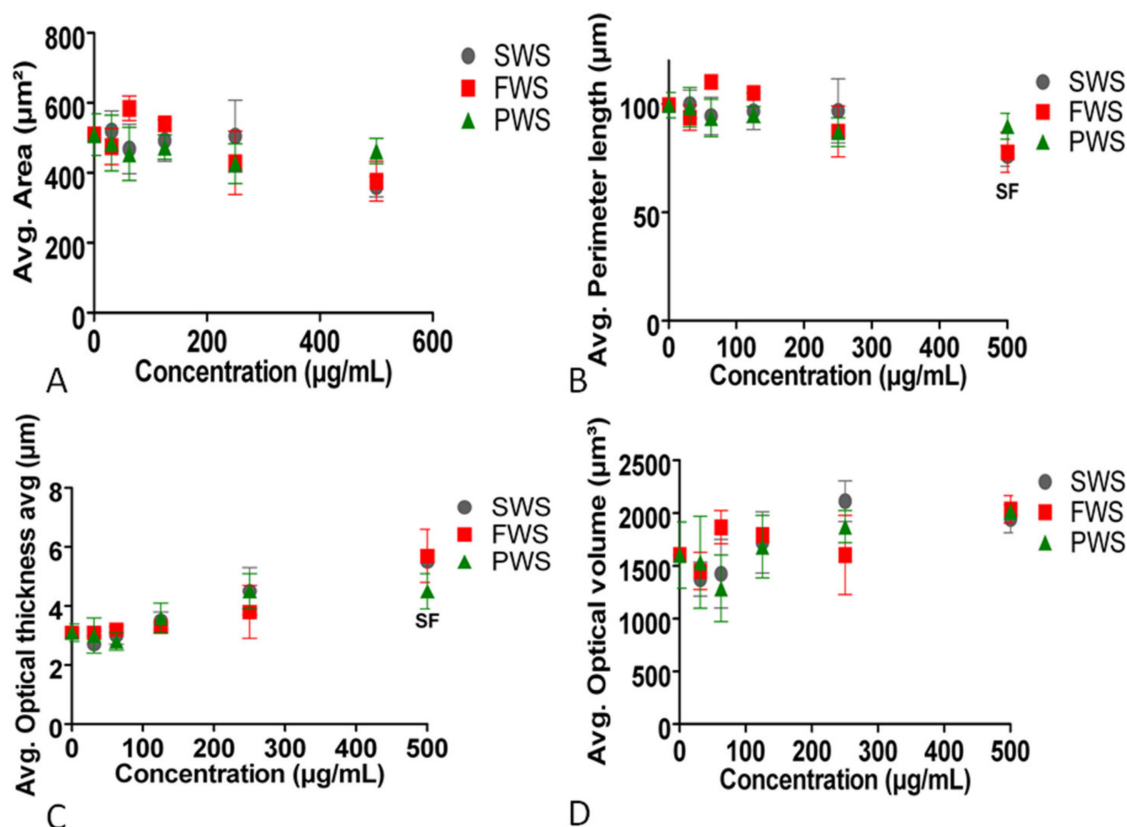 Avg. Area (µm²)
800
600
400
200
0
0 200 400 600
Concentration (µg/mL)
SWS
FWS
PWS
A
Avg. Perimeter length (µm)
100
50
0
0 100 200 300 400 500
Concentration (µg/mL)
SWS
FWS
PWS
SF
B
Avg. Optical thickness avg (µm)
8
6
4
2
0
0 100 200 300 400 500
Concentration (µg/mL)
SWS
FWS
PWS
SF
C
Avg. Optical volume (µm³)
2500
2000
1500
1000
500
0
0 100 200 300 400 500
Concentration (µg/mL)
SWS
FWS
PWS
D